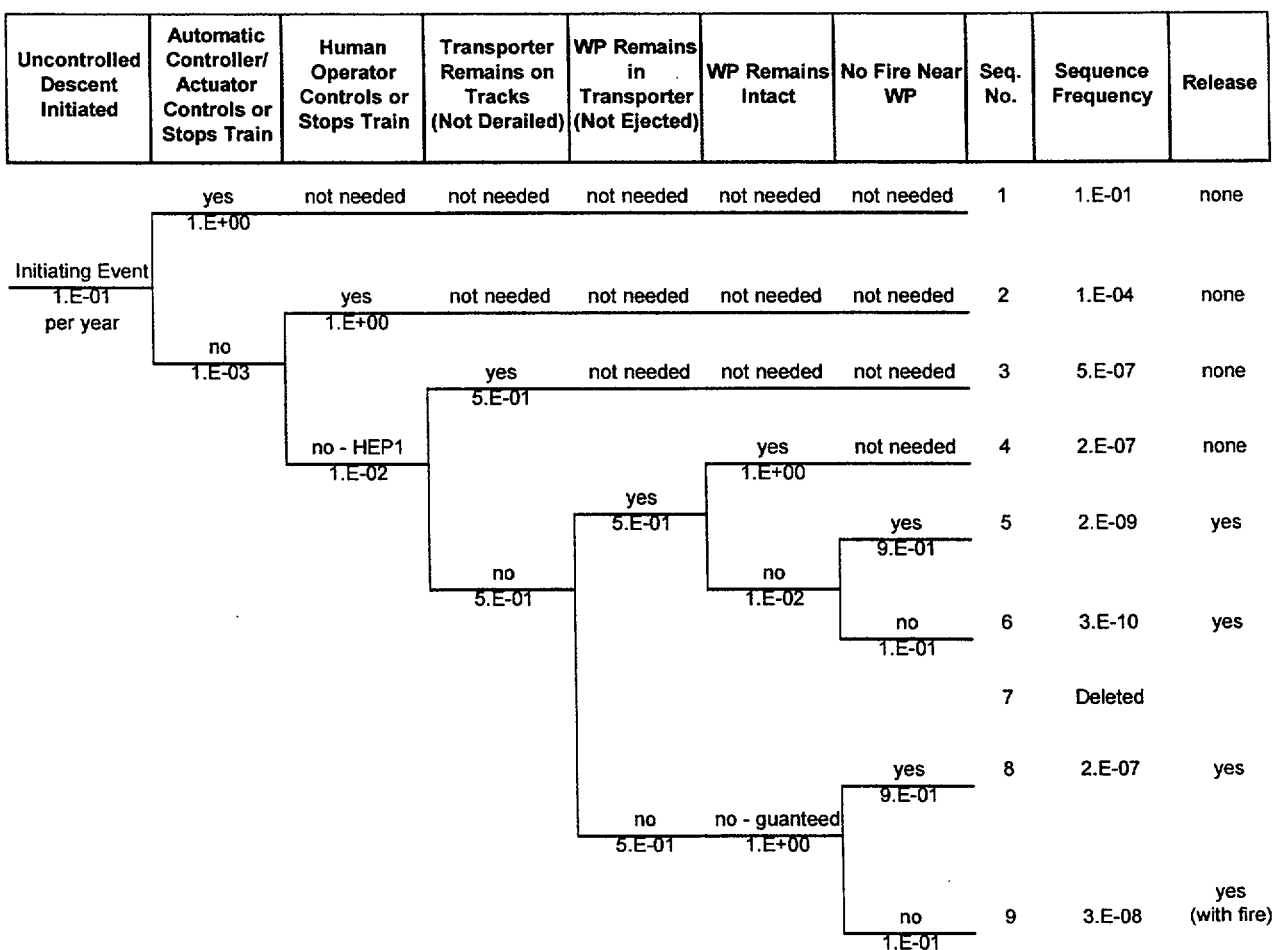 Uncontrolled Descent Initiated
Automatic Controller/ Actuator Controls or Stops Train
Human Operator Controls or Stops Train
Transporter Remains on Tracks (Not Derailed)
WP Remains in Transporter (Not Ejected)
WP Remains Intact
No Fire Near WP
Seq. No.
Sequence Frequency
Release
yes not needed not needed not needed not needed not needed 1 1.E-01 none
1.E+00
Initiating Event
1.E-01
per year
yes not needed not needed not needed not needed 2 1.E-04 none
1.E+00
no
1.E-03
yes not needed not needed not needed 3 5.E-07 none
5.E-01
no - HEP1
1.E-02
yes not needed 4 2.E-07 none
1.E+00
yes
5.E-01
yes 5 2.E-09 yes
9.E-01
no
5.E-01
no
1.E-02
no 6 3.E-10 yes
1.E-01
7 Deleted
yes 8 2.E-07 yes
9.E-01
no no - guanteed
5.E-01 1.E+00
no 9 3.E-08 yes
(with fire)
1.E-01